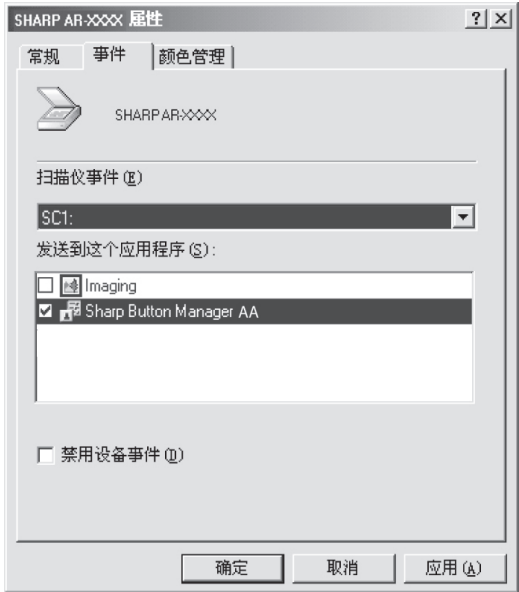 SHARP AR-XXXX 属性
常规 事件 颜色管理
SHARP AR-XXXX
扫描仪事件(E)
SC1:
发送到这个应用程序(S):
Imaging
Sharp Button Manager AA
禁用设备事件(D)
确定 取消 应用(A)